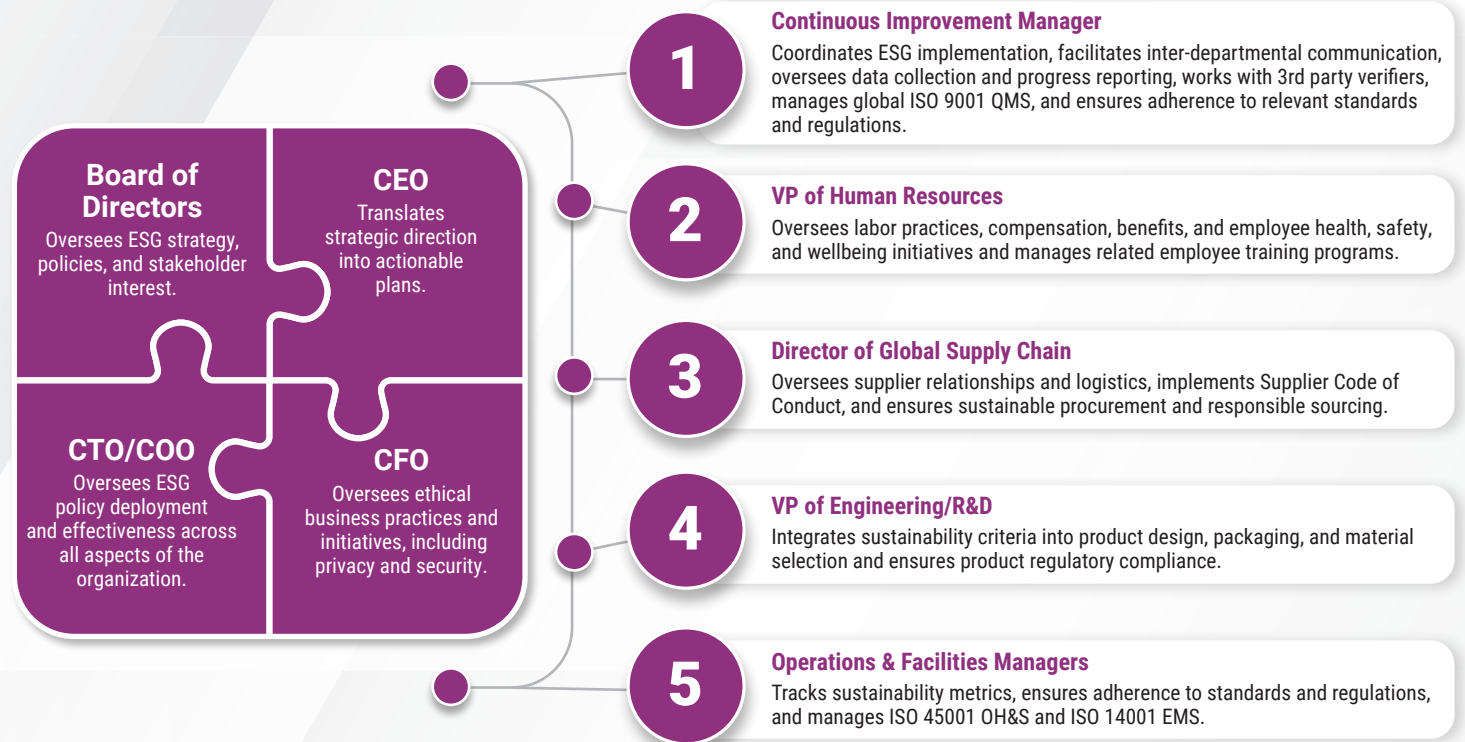 Board of
Directors
Oversees ESG strategy,
policies, and stakeholder
interest.
CEO
Translates
strategic direction
into actionable
plans.
CTO/COO
Oversees ESG
policy deployment
and effectiveness across
all aspects of the
organization.
CFO
Oversees ethical
business practices and
initiatives, including
privacy and security.
1
Continuous Improvement Manager
Coordinates ESG implementation, facilitates inter-departmental communication,
oversees data collection and progress reporting, works with 3rd party verifiers,
manages global ISO 9001 QMS, and ensures adherence to relevant standards
and regulations.
2
VP of Human Resources
Oversees labor practices, compensation, benefits, and employee health, safety,
and wellbeing initiatives and manages related employee training programs.
3
Director of Global Supply Chain
Oversees supplier relationships and logistics, implements Supplier Code of
Conduct, and ensures sustainable procurement and responsible sourcing.
4
VP of Engineering/R&D
Integrates sustainability criteria into product design, packaging, and material
selection and ensures product regulatory compliance.
5
Operations & Facilities Managers
Tracks sustainability metrics, ensures adherence to standards and regulations,
and manages ISO 45001 OH&S and ISO 14001 EMS.